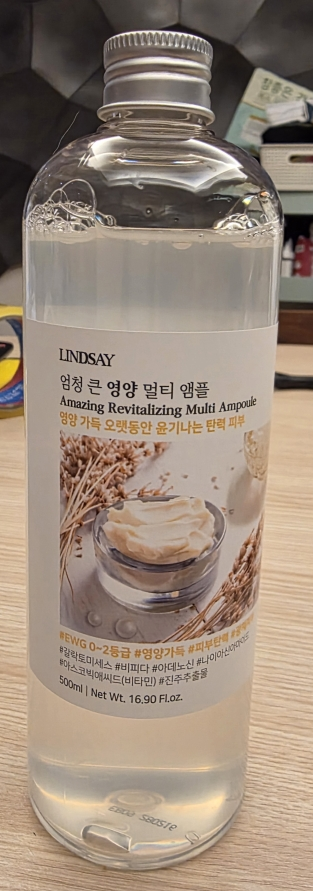 LINDSAY
엄청 큰 영양 멀티 앰플
Amazing Revitalizing Multi Ampoule
영양 가득 오랫동안 윤기나는 탄력 피부
#EWG 0~2등급 #영양가득 #피부탄력
#갈락토미세스 #비피다 #아데노신 #나이아신아마이드
#아스코빅애씨드(비타민) #진주추출물
500ml | Net Wt. 16.90 Fl.oz.